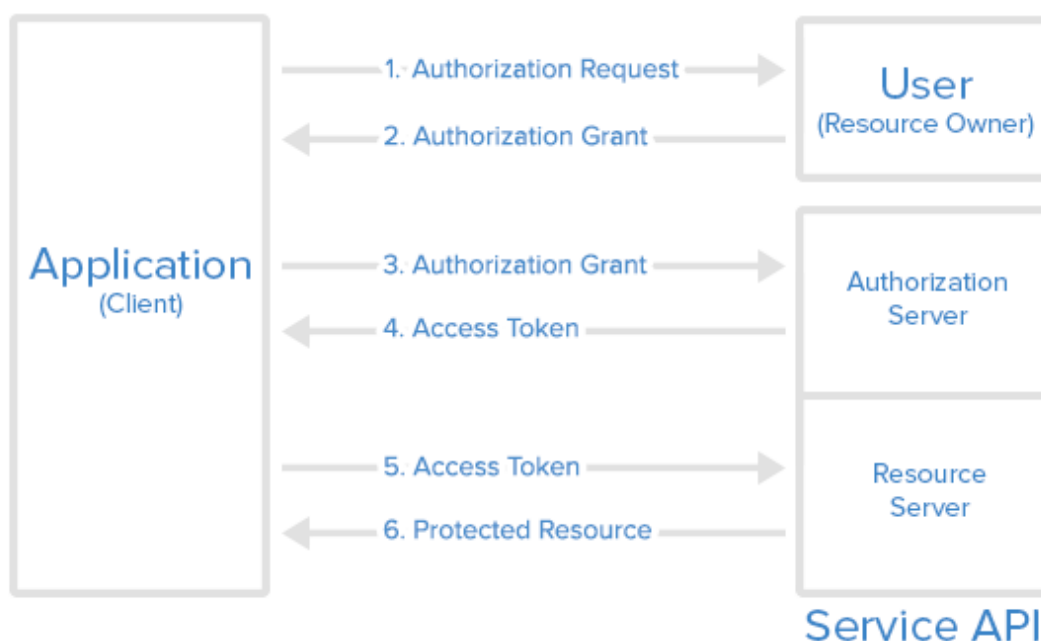 1. Authorization Request
User
(Resource Owner)
2. Authorization Grant
Application
(Client)
3. Authorization Grant
Authorization
Server
4. Access Token
5. Access Token
Resource
Server
6. Protected Resource
Service API